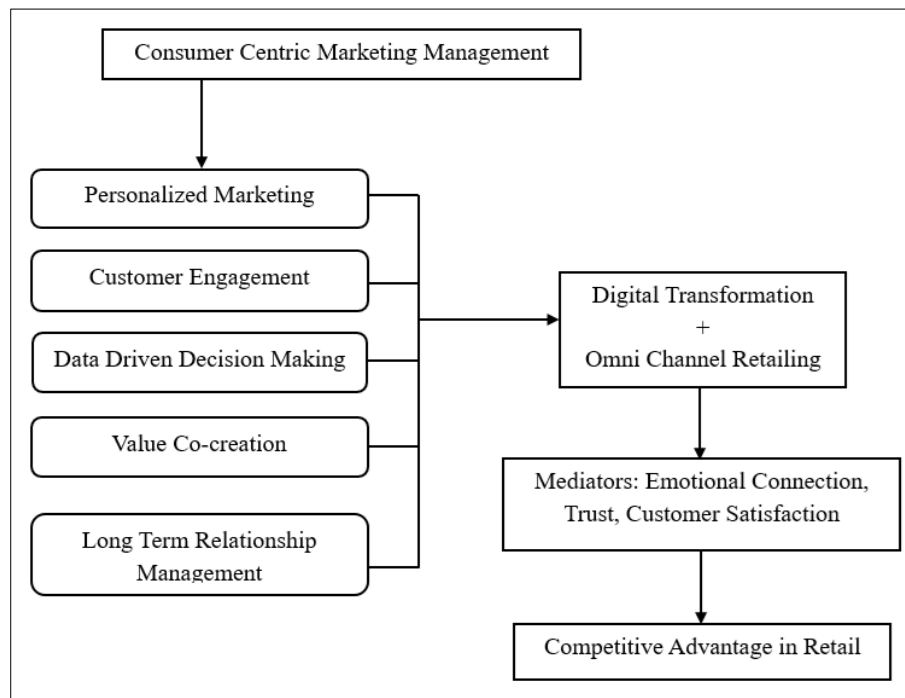 Consumer Centric Marketing Management
Personalized Marketing
Customer Engagement
Data Driven Decision Making
Value Co-creation
Long Term Relationship
Management
Digital Transformation
+
Omni Channel Retailing
Mediators: Emotional Connection,
Trust, Customer Satisfaction
Competitive Advantage in Retail